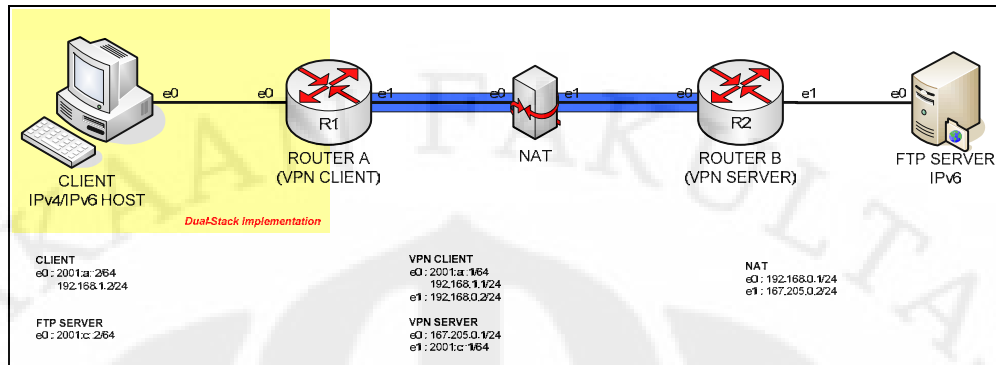 e0
e0
e1
e0
e1
e0
e1
e0
R1
R2
CLIENT
IPv4/IPv6 HOST
ROUTER A
(VPN CLIENT)
NAT
ROUTER B
(VPN SERVER)
FTP SERVER
IPv6
Dual-Stack Implementation
CLIENT
e0 : 2001:a::2/64
192.168.1.2/24
FTP SERVER
e0 : 2001:c::2/64
VPN CLIENT
e0 : 2001:a::1/64
192.168.1.1/24
e1 : 192.168.0.2/24
VPN SERVER
e0 : 167.205.0.1/24
e1 : 2001:c::1/64
NAT
e0 : 192.168.0.1/24
e1 : 167.205.0.2/24
KAAN FAKULTA